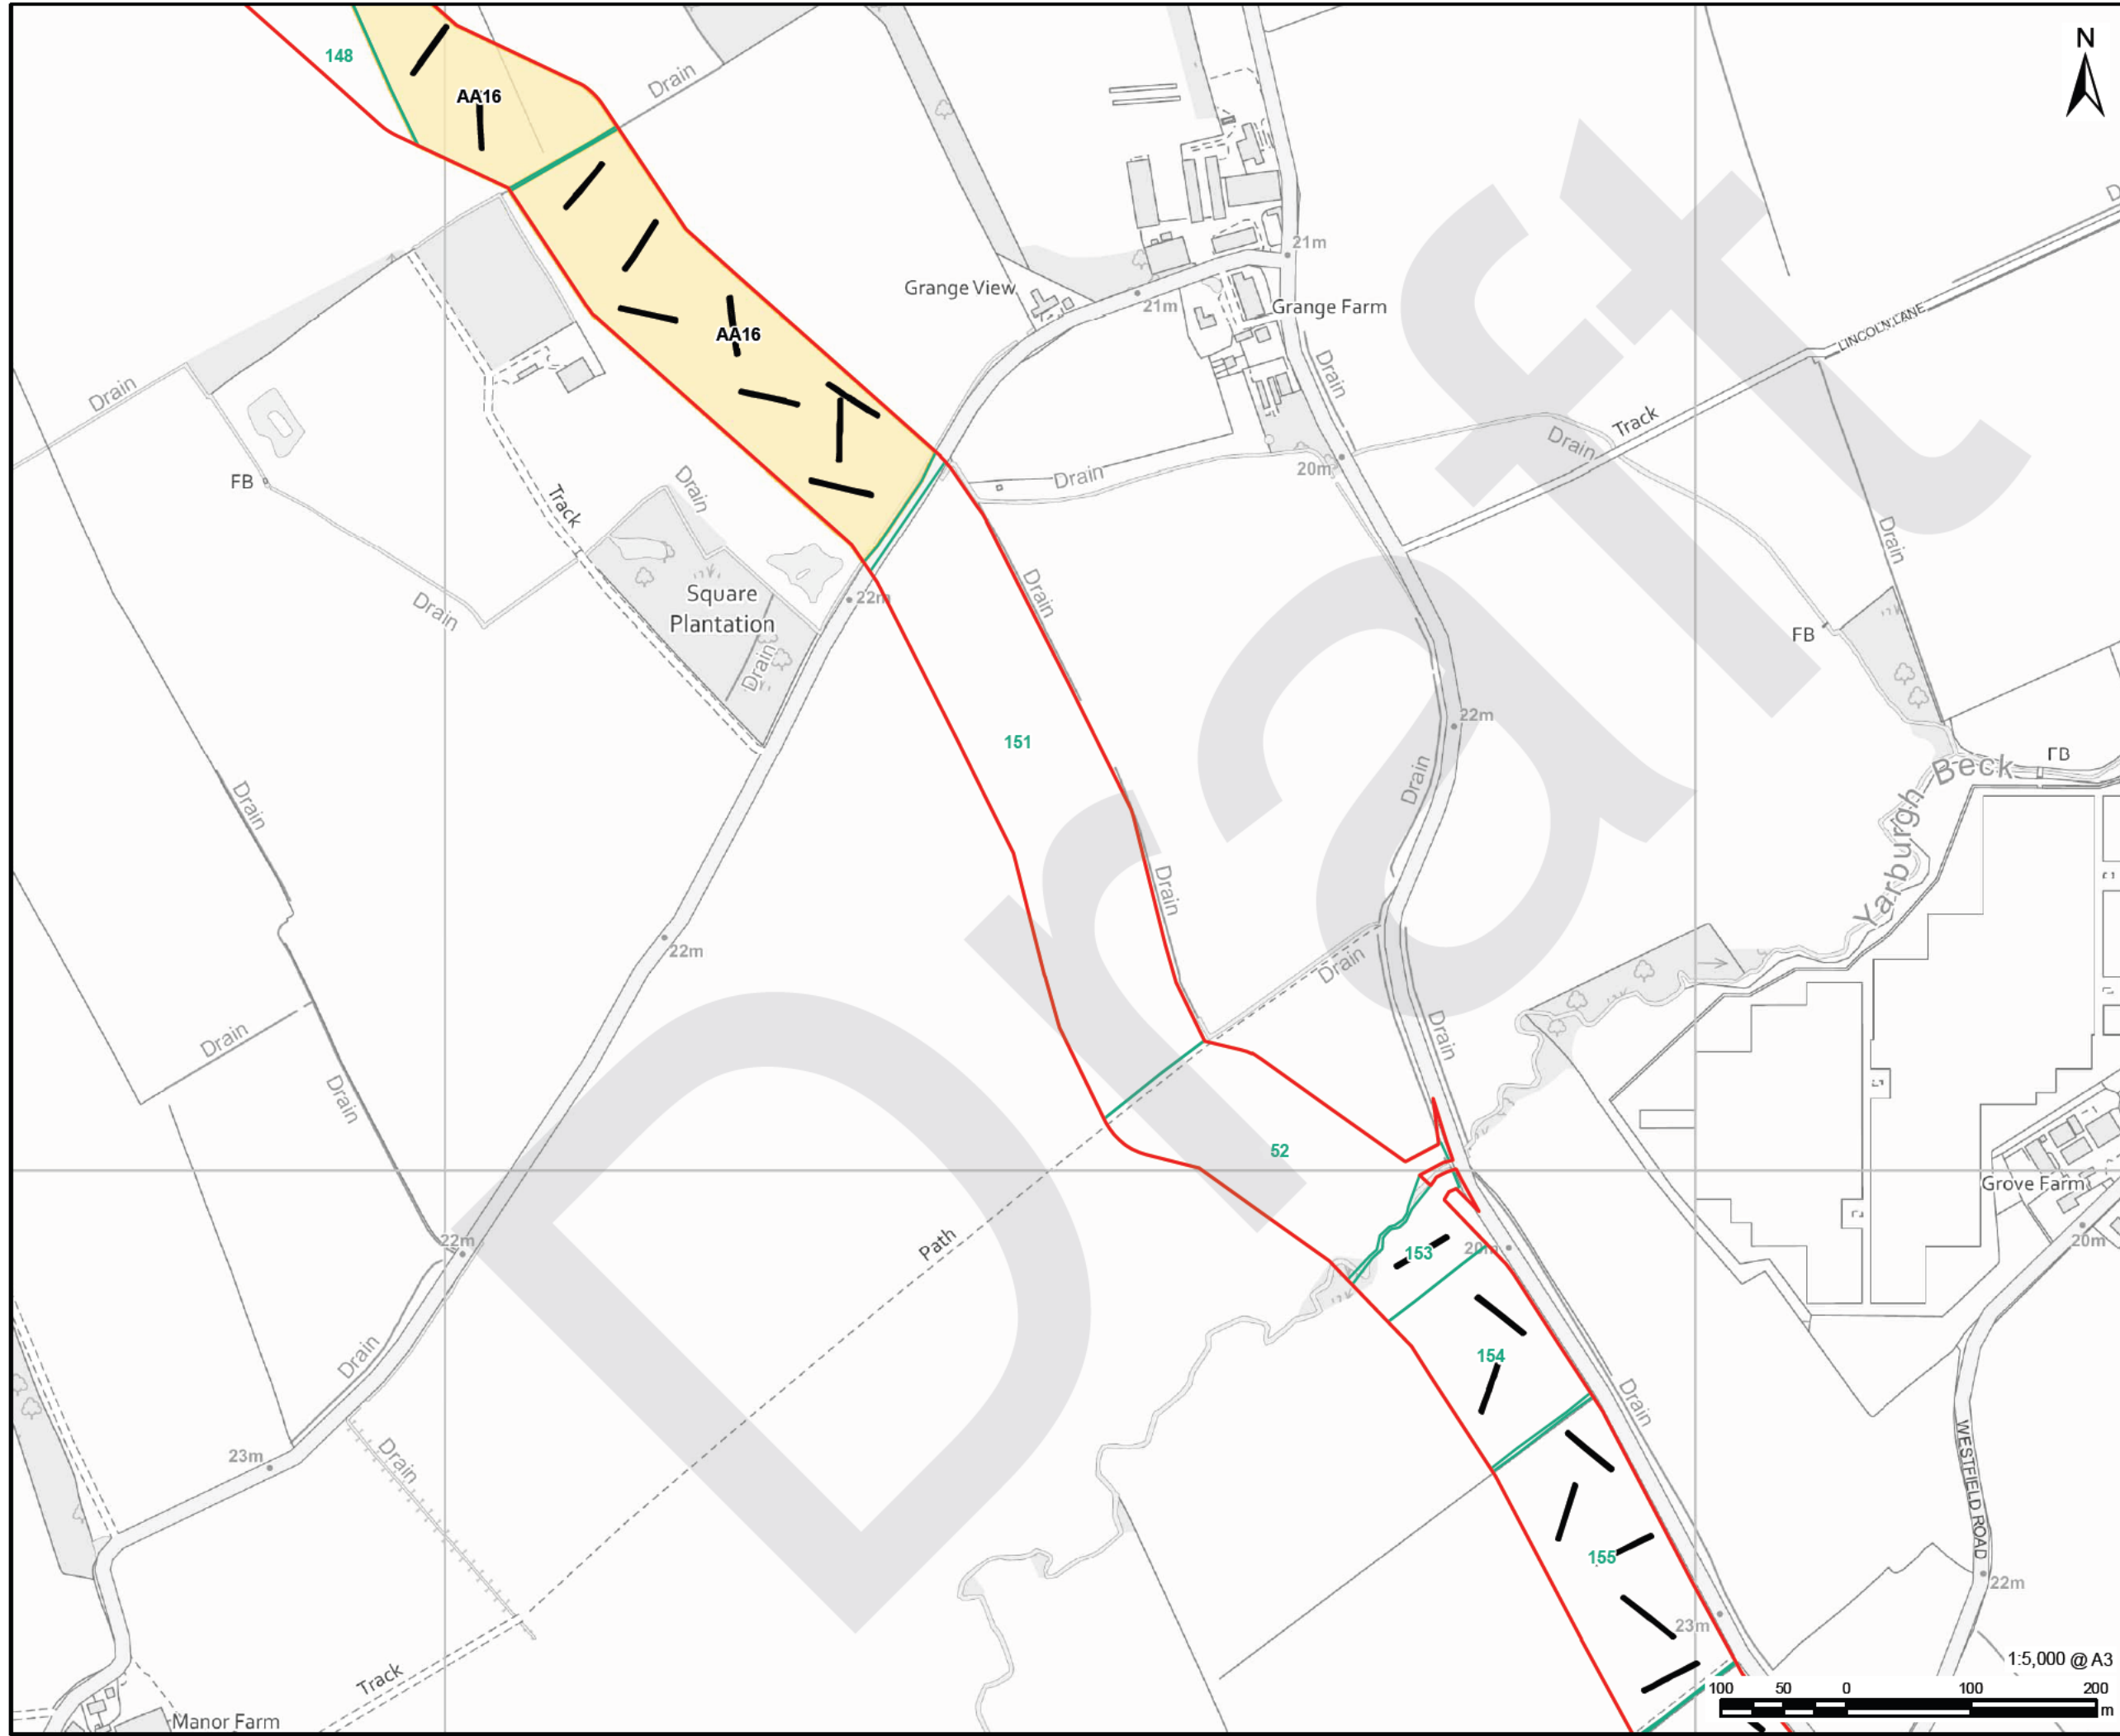 N
148
AA16
Drain
21m
Grange View
21m
Grange Farm
LINCOLN LANE
AA16
Drain
Drain
Track
Drain
20m
Drain
FB
Track
Drain
Drain
Drain
Square
Plantation
22m
Drain
Drain
Drain
FB
151
22m
FB
Yarburgh Beck
Drain
Drain
Drain
22m
Drain
Drain
Drain
Drain
52
Grove Farm
20m
22m
Path
153
20m
154
Drain
Drain
WESTFIELD ROAD
23m
Drain
155
22m
23m
Track
Manor Farm
1:5,000 @ A3
100 50 0 100 200
m
Draft